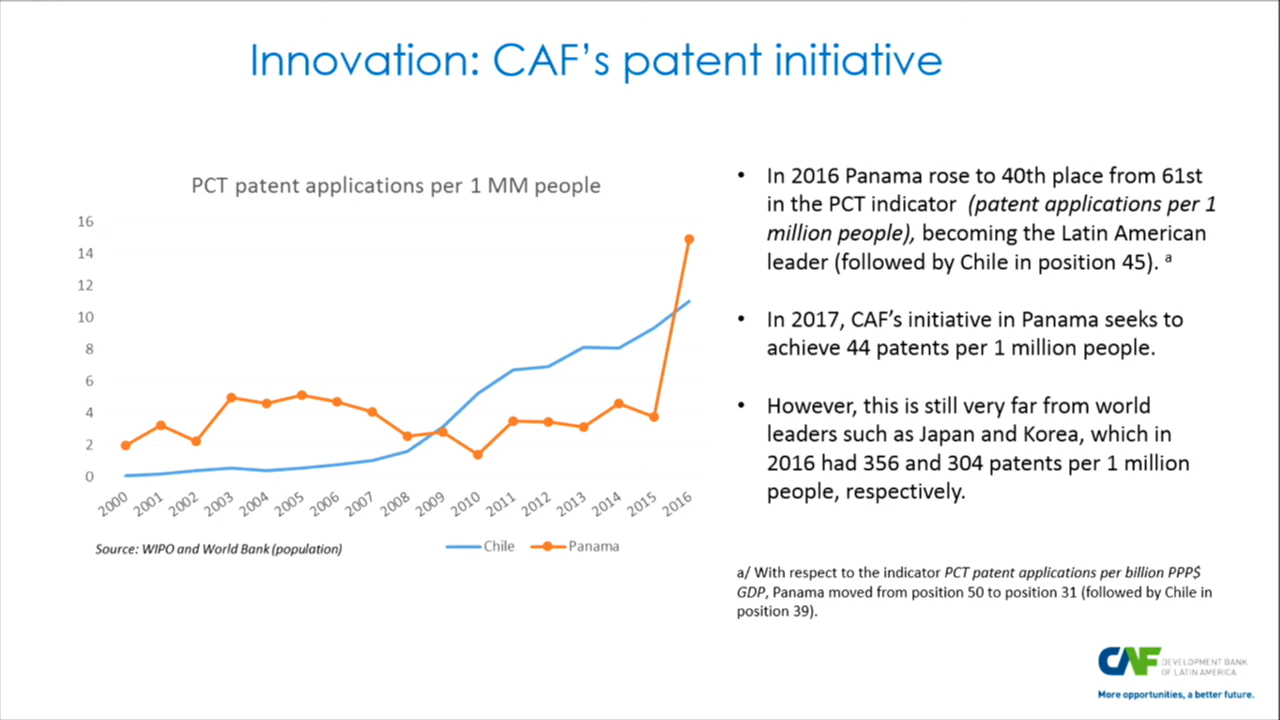 Innovation: CAF's patent initiative
PCT patent applications per 1 MM people
16
14
12
10
8
6
4
2
0
2000 2001 2002 2003 2004 2005 2006 2007 2008 2009 2010 2011 2012 2013 2014 2015 2016
Source: WIPO and World Bank (population)
Chile Panama
• In 2016 Panama rose to 40th place from 61st
in the PCT indicator (patent applications per 1
million people), becoming the Latin American
leader (followed by Chile in position 45). ª
• In 2017, CAF's initiative in Panama seeks to
achieve 44 patents per 1 million people.
• However, this is still very far from world
leaders such as Japan and Korea, which in
2016 had 356 and 304 patents per 1 million
people, respectively.
a/ With respect to the indicator PCT patent applications per billion PPP$
GDP, Panama moved from position 50 to position 31 (followed by Chile in
position 39).
CAF DEVELOPMENT BANK
OF LATIN AMERICA
More opportunities, a better future.